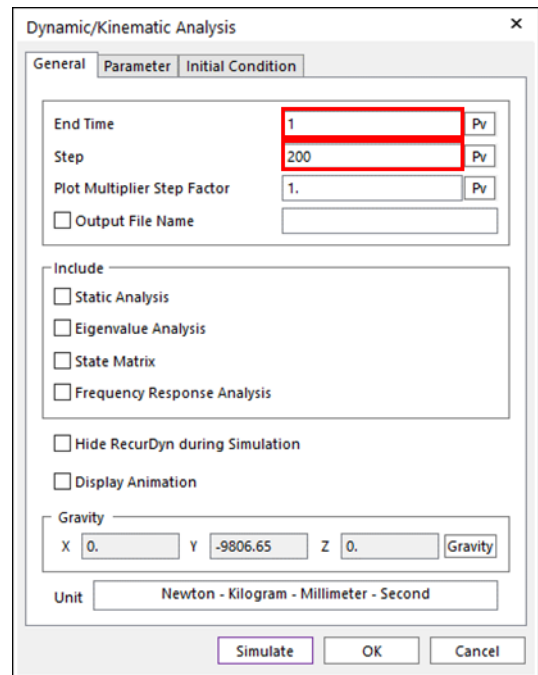 Dynamic/Kinematic Analysis
General Parameter Initial Condition
End Time 1 Pv
Step 200 Pv
Plot Multiplier Step Factor 1. Pv
Output File Name
Include
Static Analysis
Eigenvalue Analysis
State Matrix
Frequency Response Analysis
Hide RecurDyn during Simulation
Display Animation
Gravity
X 0. Y -9806.65 Z 0. Gravity
Unit Newton - Kilogram - Millimeter - Second
Simulate OK Cancel